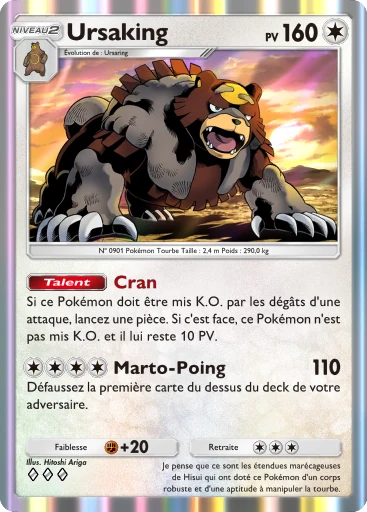 NIVEAU2 Ursaking PV 160
Évolution de : Ursaring
N° 0901 Pokémon Tourbe Taille : 2,4 m Poids : 290,0 kg
Talent Cran
Si ce Pokémon doit être mis K.O. par les dégâts d'une
attaque, lancez une pièce. Si c'est face, ce Pokémon n'est
pas mis K.O. et il lui reste 10 PV.
Marto-Poing 110
Défaussez la première carte du dessus du deck de votre
adversaire.
Faiblesse +20 Retraite
Illus. Hitoshi Ariga
Je pense que ce sont les étendues marécageuses
de Hisui qui ont doté ce Pokémon d'un corps
robuste et d'une aptitude à manipuler la tourbe.